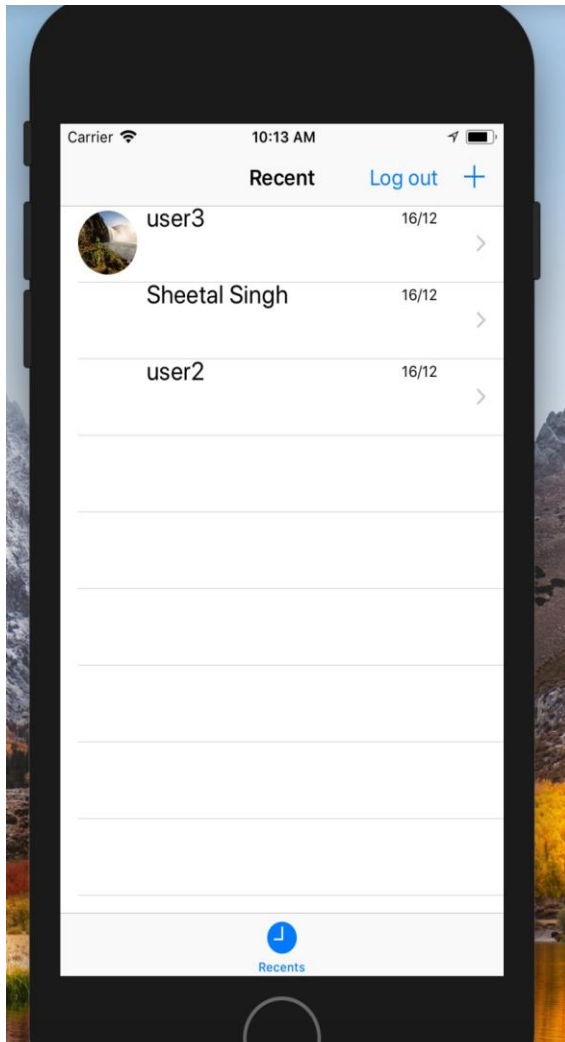 Carrier 10:13 AM
Recent Log out +
user3 16/12
Sheetal Singh 16/12
user2 16/12
Recents